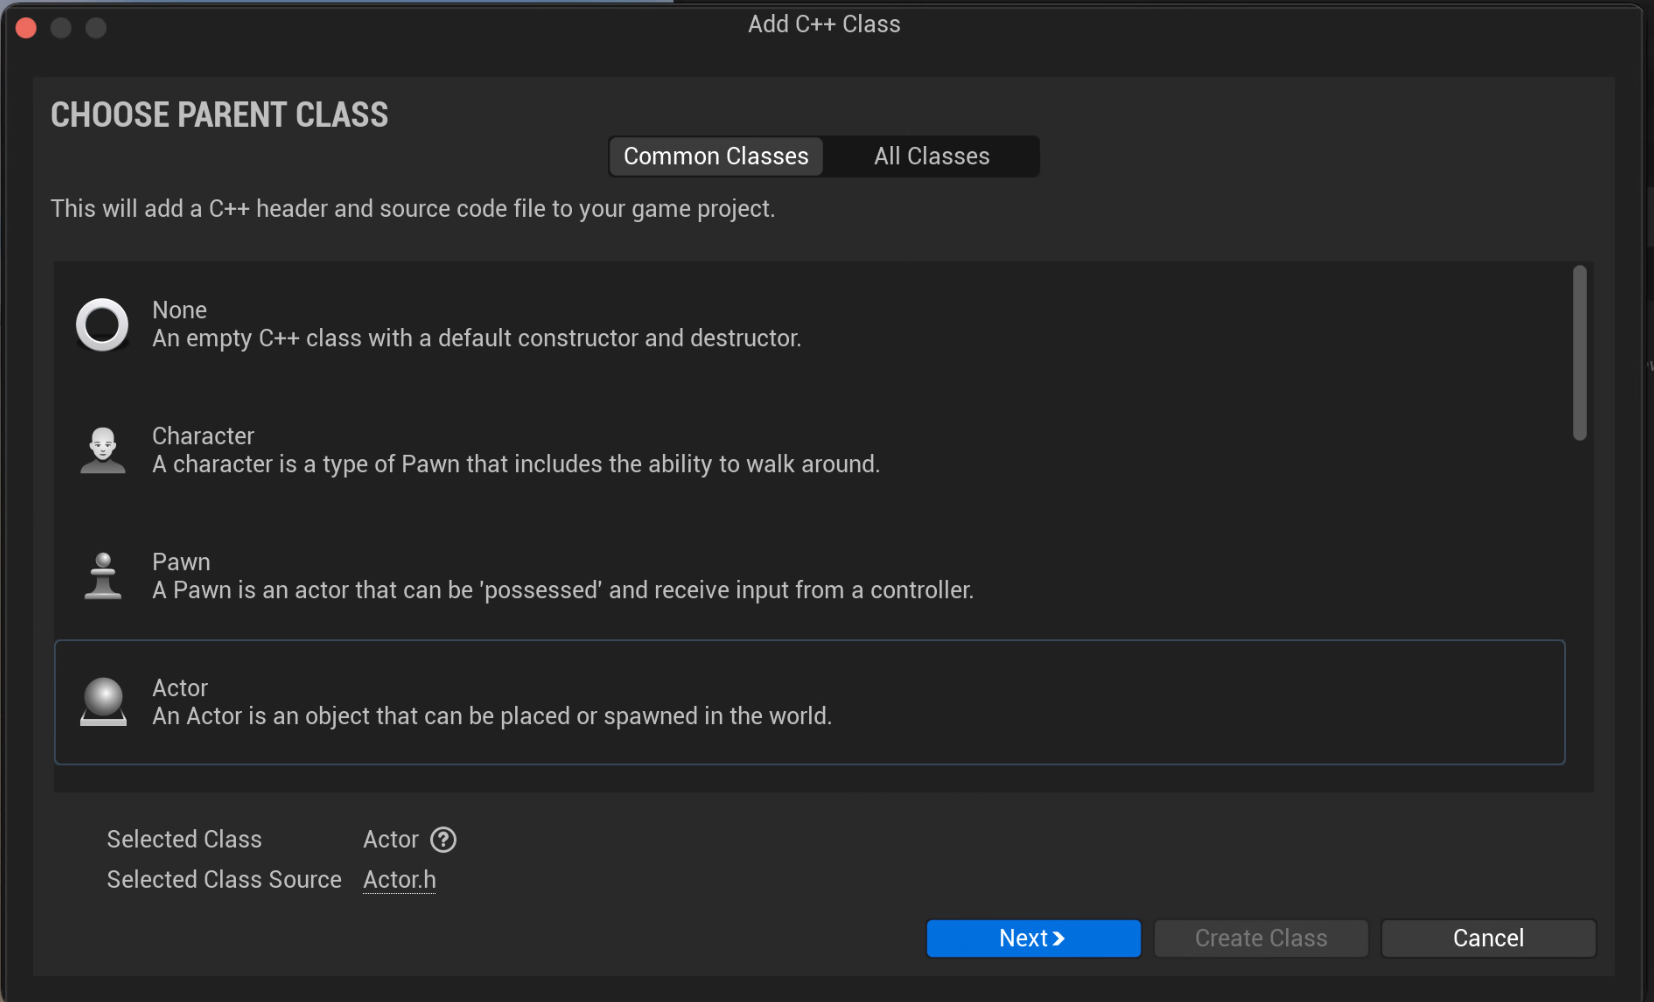 Add C++ Class
CHOOSE PARENT CLASS
Common Classes
All Classes
This will add a C++ header and source code file to your game project.
None
An empty C++ class with a default constructor and destructor.
Character
A character is a type of Pawn that includes the ability to walk around.
Pawn
A Pawn is an actor that can be 'possessed' and receive input from a controller.
Actor
An Actor is an object that can be placed or spawned in the world.
Selected Class Actor ?
Selected Class Source Actor.h
Next
Create Class
Cancel